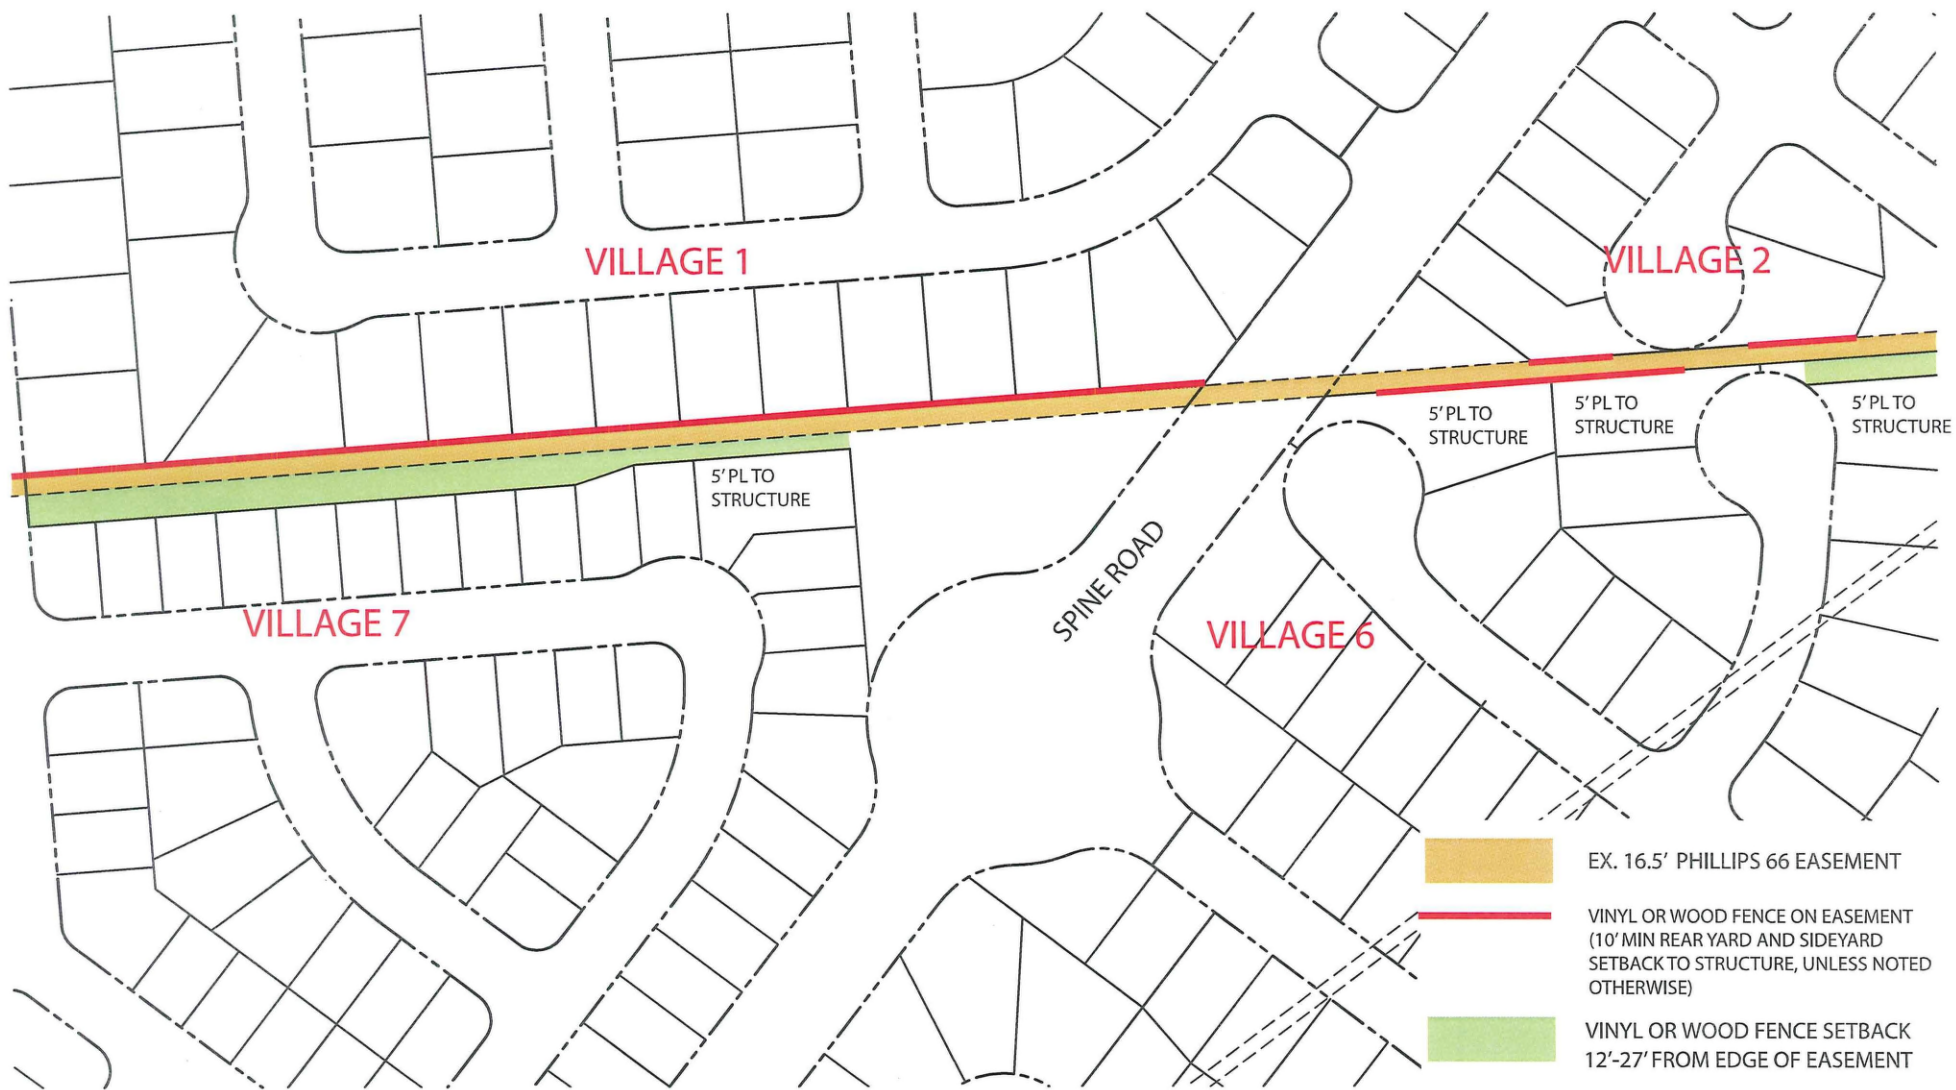 VILLAGE 1
VILLAGE 2
5' PL TO
STRUCTURE
5' PL TO
STRUCTURE
5' PL TO
STRUCTURE
5' PL TO
STRUCTURE
SPINE ROAD
VILLAGE 7
VILLAGE 6
EX. 16.5' PHILLIPS 66 EASEMENT
VINYL OR WOOD FENCE ON EASEMENT
(10' MIN REAR YARD AND SIDEYARD
SETBACK TO STRUCTURE, UNLESS NOTED
OTHERWISE)
VINYL OR WOOD FENCE SETBACK
12'-27' FROM EDGE OF EASEMENT